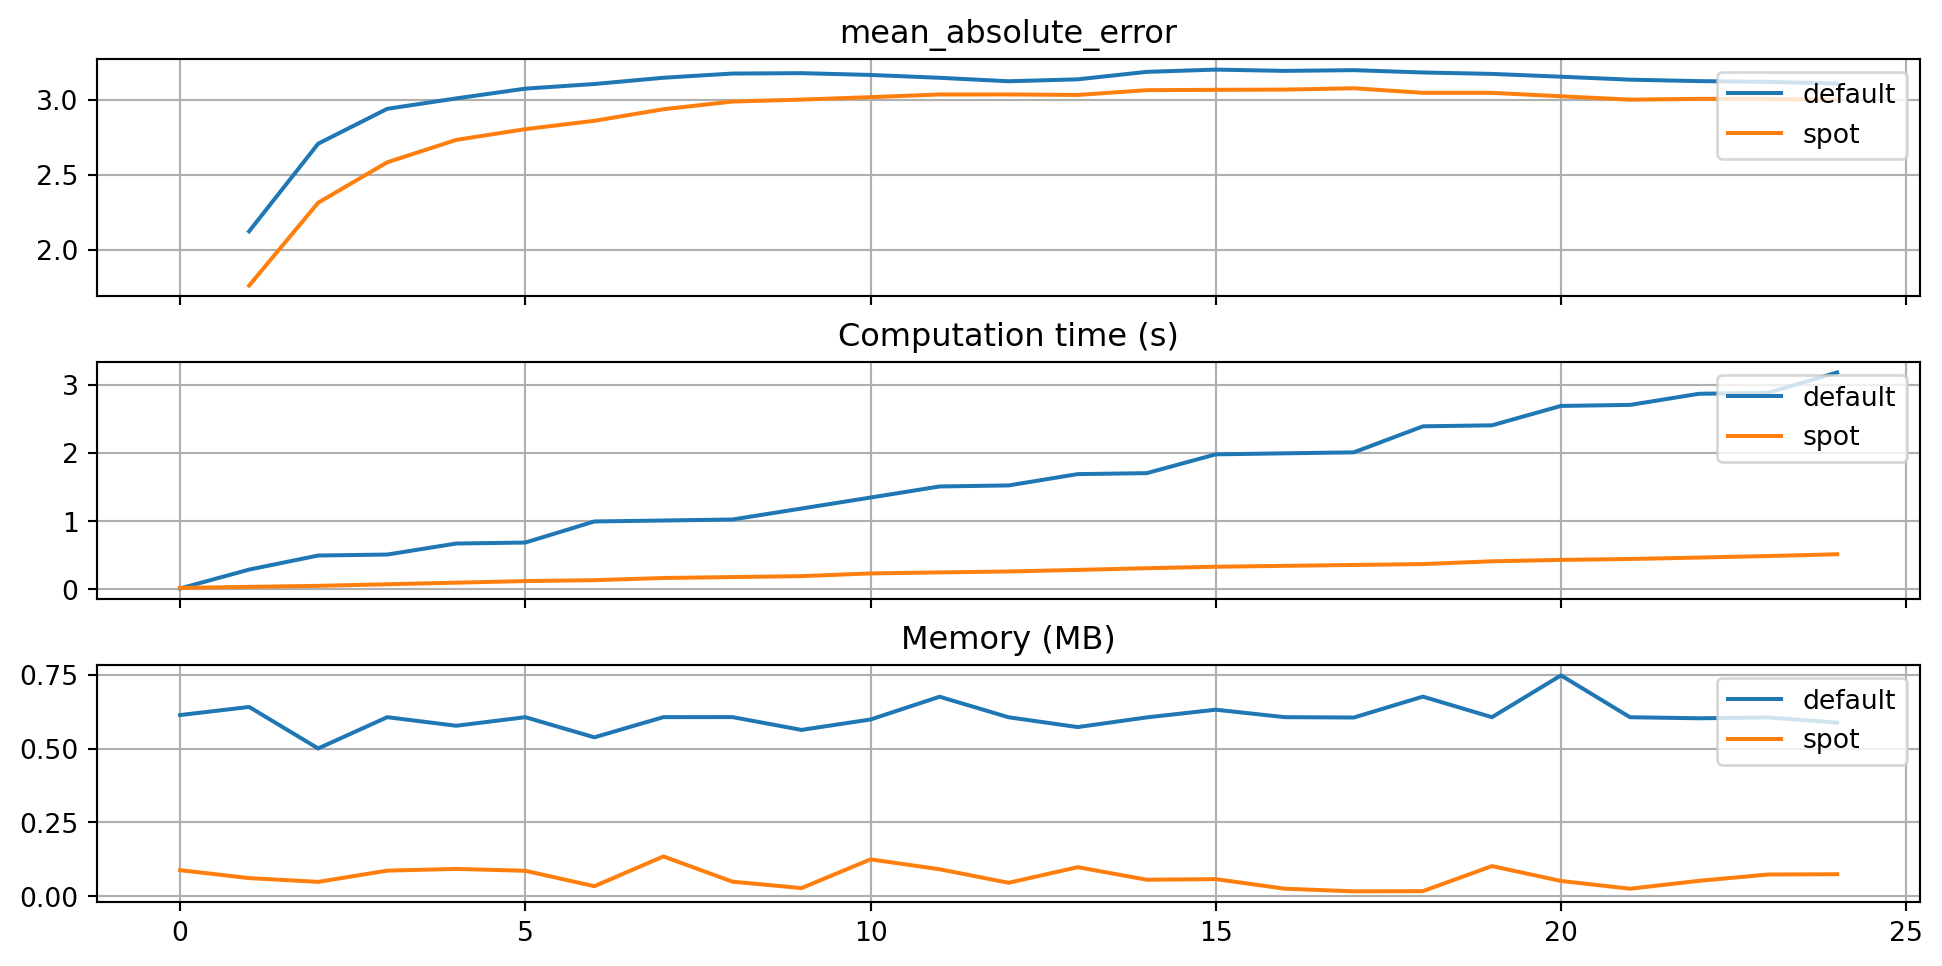 mean_absolute_error
3.0
2.5
2.0
default
spot
Computation time (s)
3
2
1
0
default
spot
Memory (MB)
0.75
0.50
0.25
0.00
default
spot
0 5 10 15 20 25